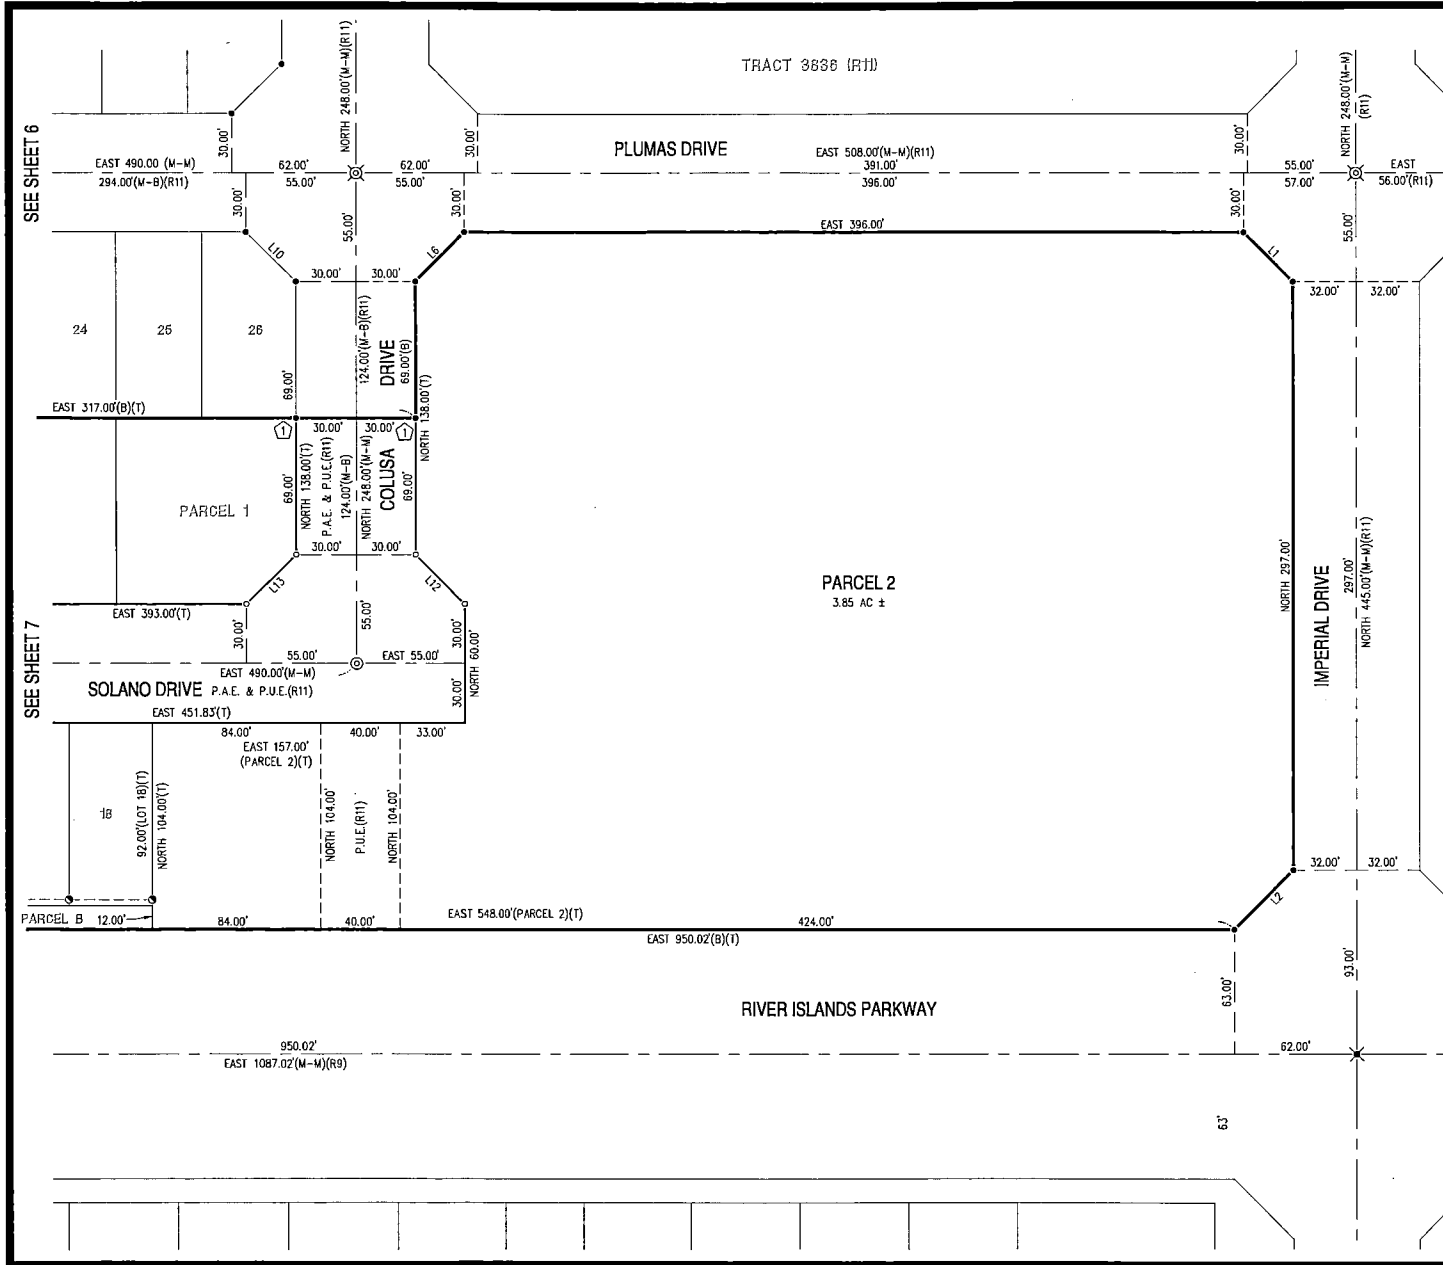 TRACT 3836 (R11)
NORTH 248.00'(M-M)(R11)
NORTH 248.00'(M-M)
(R11)
SEE SHEET 6
30.00'
30.00'
30.00'
PLUMAS DRIVE
EAST 490.00 (M-M)
294.00'(M-B)(R11)
62.00'
55.00'
62.00'
55.00'
EAST 508.00'(M-M)(R11)
391.00'
396.00'
55.00'
57.00'
EAST
56.00'(R11)
30.00'
55.00'
30.00'
30.00'
55.00'
EAST 396.00'
L10
L6
L1
30.00'
30.00'
32.00'
32.00'
24
25
26
69.00'
124.00'(M-B)(R11)
DRIVE
69.00'(B)
NORTH 138.00'(T)
EAST 317.00'(B)(T)
1
30.00'
30.00'
1
PARCEL 1
69.00'
NORTH 138.00'(T)
P.A.E. & P.U.E.(R11)
124.00'(M-B)
NORTH 248.00'(M-M)
COLUSA
69.00'
30.00'
30.00'
PARCEL 2
3.85 AC ±
NORTH 297.00'
IMPERIAL DRIVE
297.00'
NORTH 445.00'(M-M)(R11)
L13
L12
EAST 393.00'(T)
SEE SHEET 7
30.00'
55.00'
30.00'
NORTH 60.00'
55.00'
EAST 55.00'
EAST 490.00'(M-M)
SOLANO DRIVE P.A.E. & P.U.E.(R11)
30.00'
EAST 451.83'(T)
84.00'
40.00'
33.00'
EAST 157.00'
(PARCEL 2)(T)
18
92.00'(LOT 18)(T)
NORTH 104.00'(T)
NORTH 104.00'
P.U.E.(R11)
NORTH 104.00'
32.00'
32.00'
L2
PARCEL B
12.00'
84.00'
40.00'
EAST 548.00'(PARCEL 2)(T)
424.00'
EAST 950.02'(B)(T)
63.00'
93.00'
RIVER ISLANDS PARKWAY
950.02'
EAST 1087.02'(M-M)(R9)
62.00'
63'